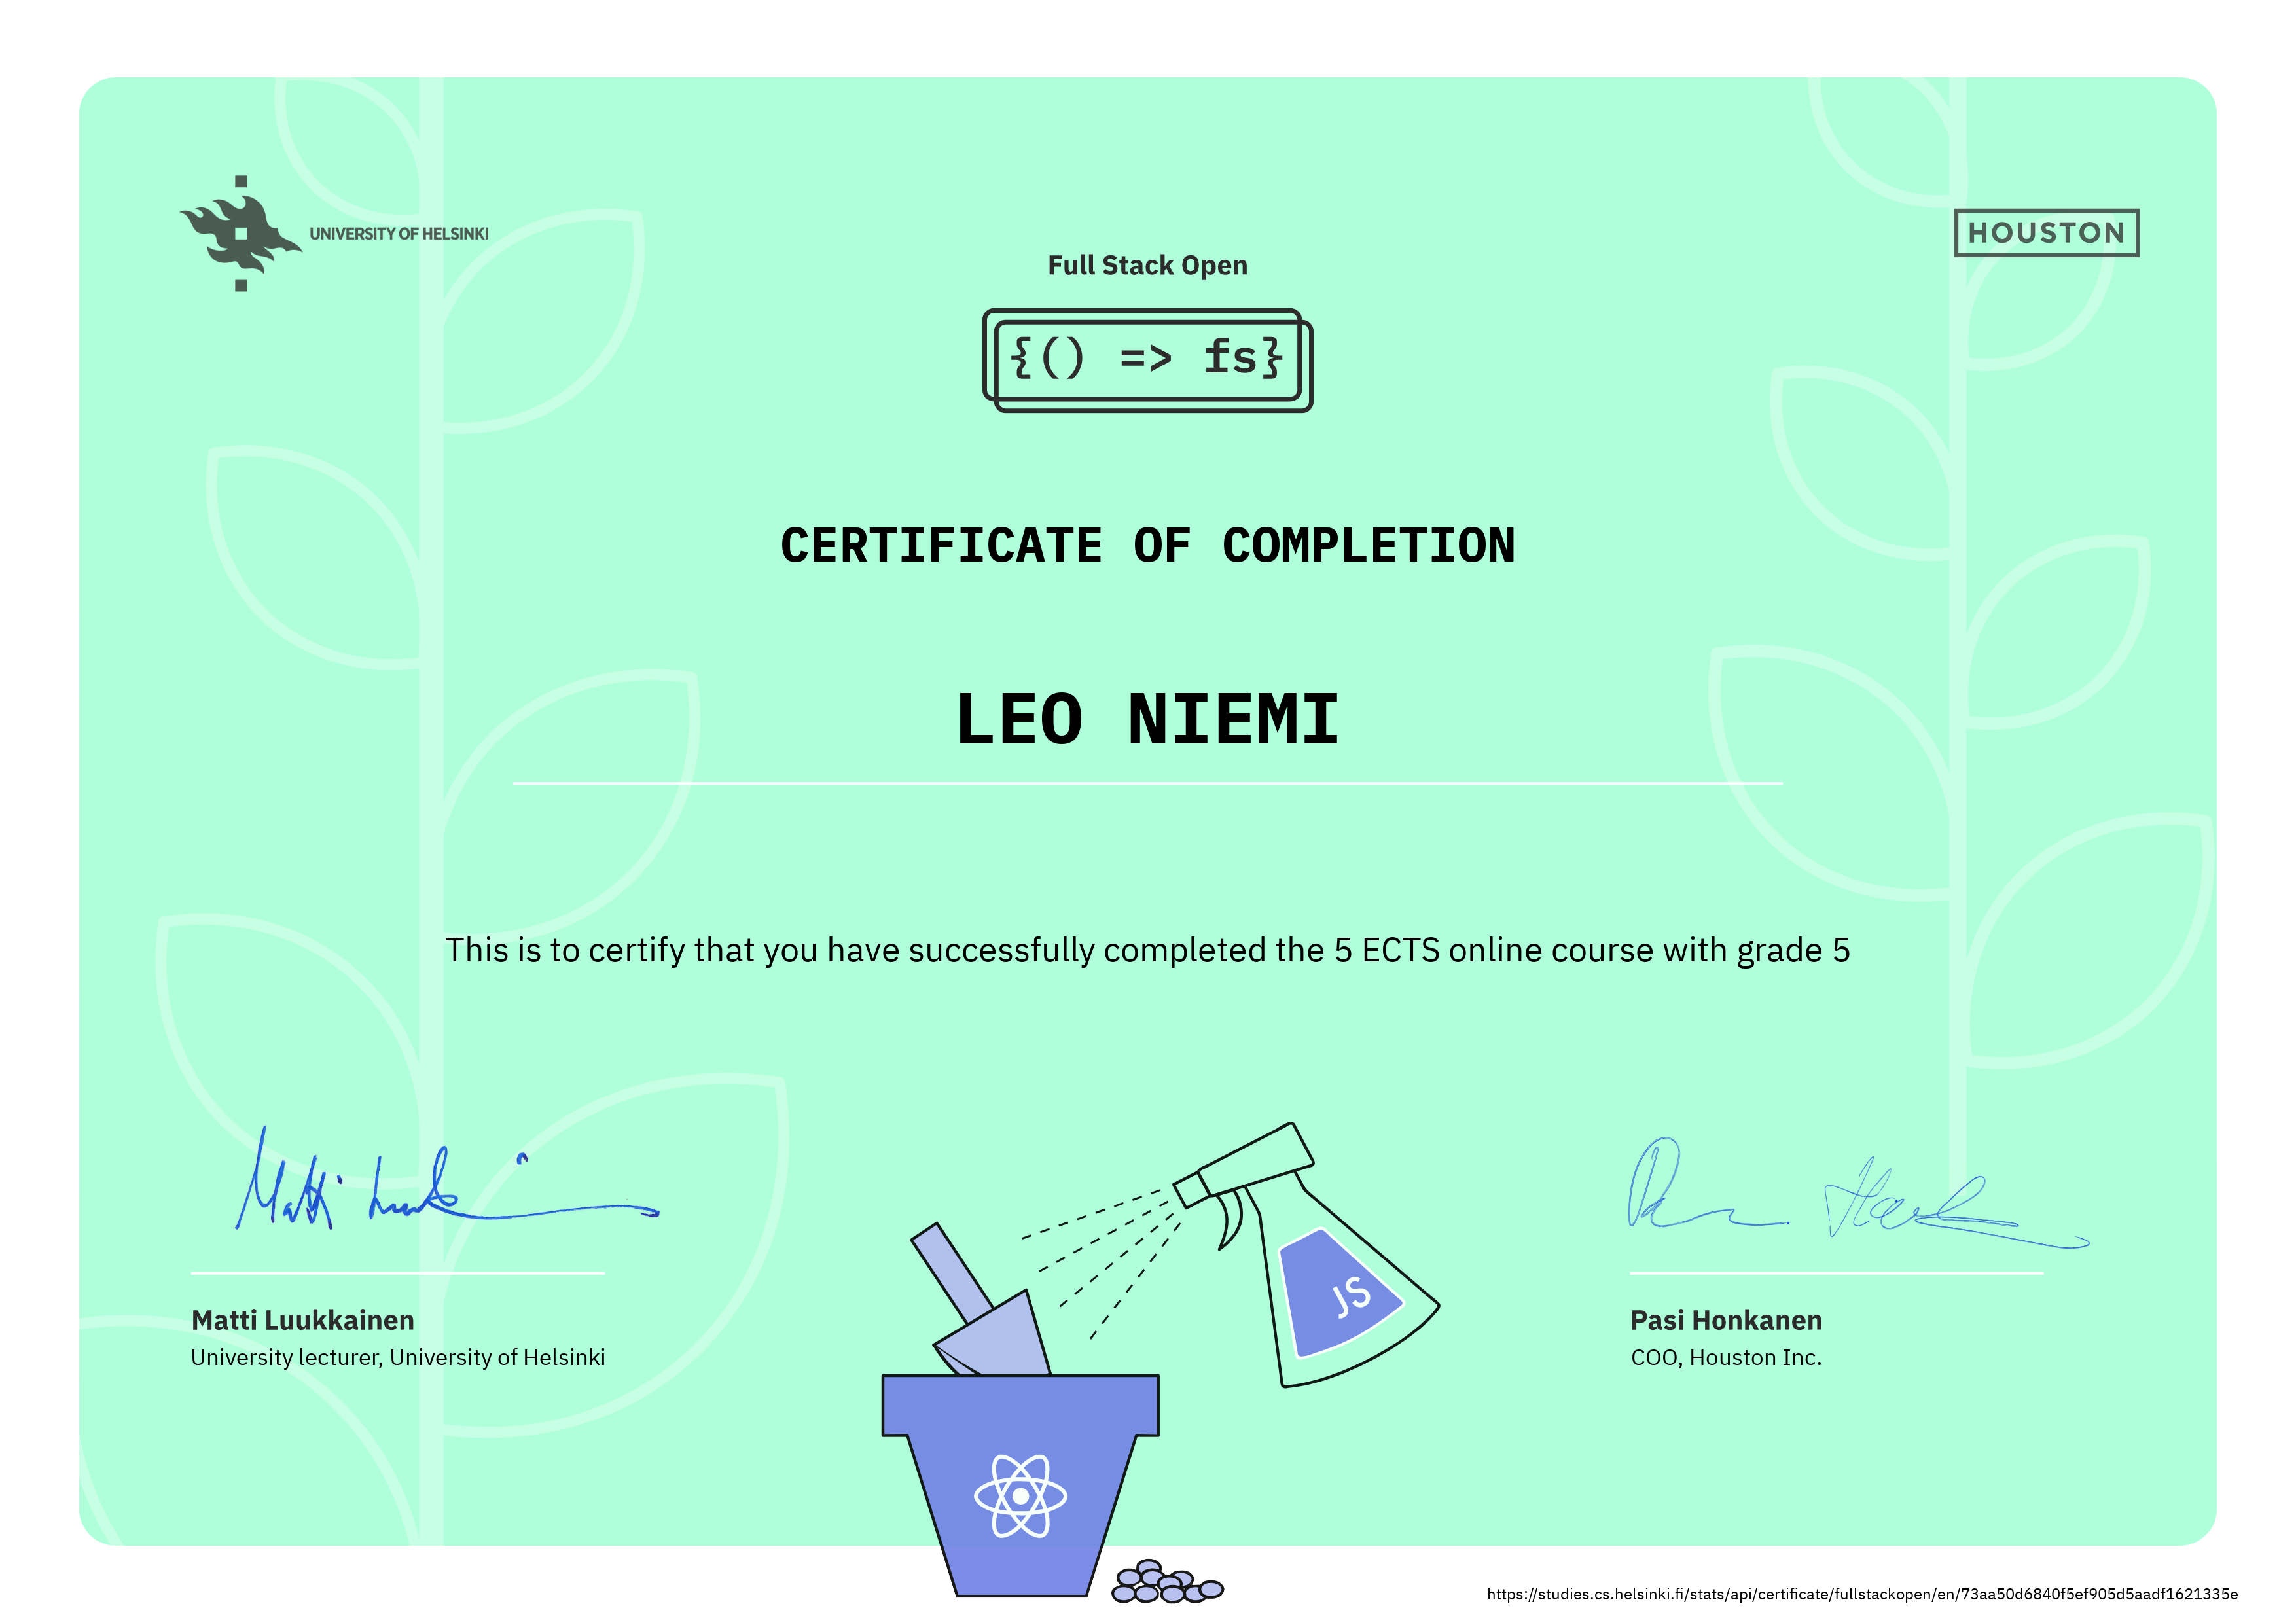 UNIVERSITY OF HELSINKI
HOUSTON
Full Stack Open
{() => fs}
CERTIFICATE OF COMPLETION
LEO NIEMI
This is to certify that you have successfully completed the 5 ECTS online course with grade 5
Matti Luukkainen
University lecturer, University of Helsinki
JS
Pasi Honkanen
COO, Houston Inc.
https://studies.cs.helsinki.fi/stats/api/certificate/fullstackopen/en/73aa50d6840f5ef905d5aadf1621335e